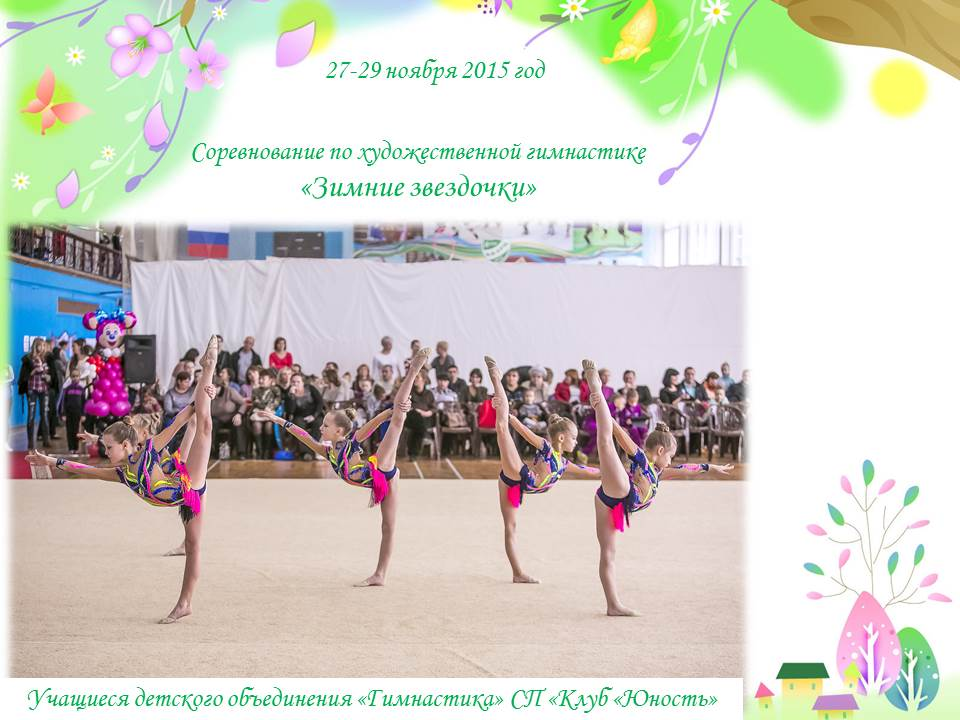 27-29 ноября 2015 год
Соревнование по художественной гимнастике
«Зимние звездочки»
Учащиеся детского объединения «Гимнастика» СП «Клуб «Юность»